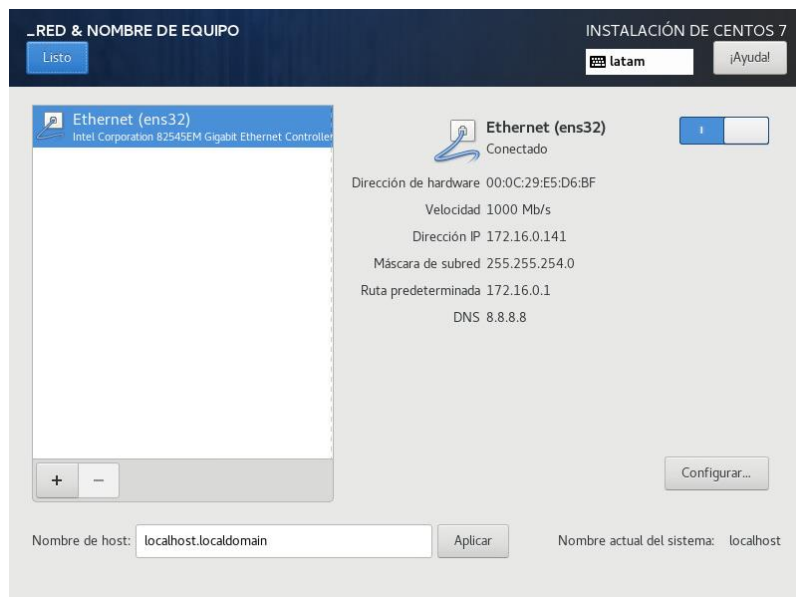 _RED & NOMBRE DE EQUIPO
INSTALACIÓN DE CENTOS 7
Listo
latam
¡Ayuda!
Ethernet (ens32)
Intel Corporation 82545EM Gigabit Ethernet Controller
Ethernet (ens32)
Conectado
Dirección de hardware 00:0C:29:E5:D6:BF
Velocidad 1000 Mb/s
Dirección IP 172.16.0.141
Máscara de subred 255.255.254.0
Ruta predeterminada 172.16.0.1
DNS 8.8.8.8
+ −
Configurar...
Nombre de host: localhost.localdomain Aplicar Nombre actual del sistema: localhost